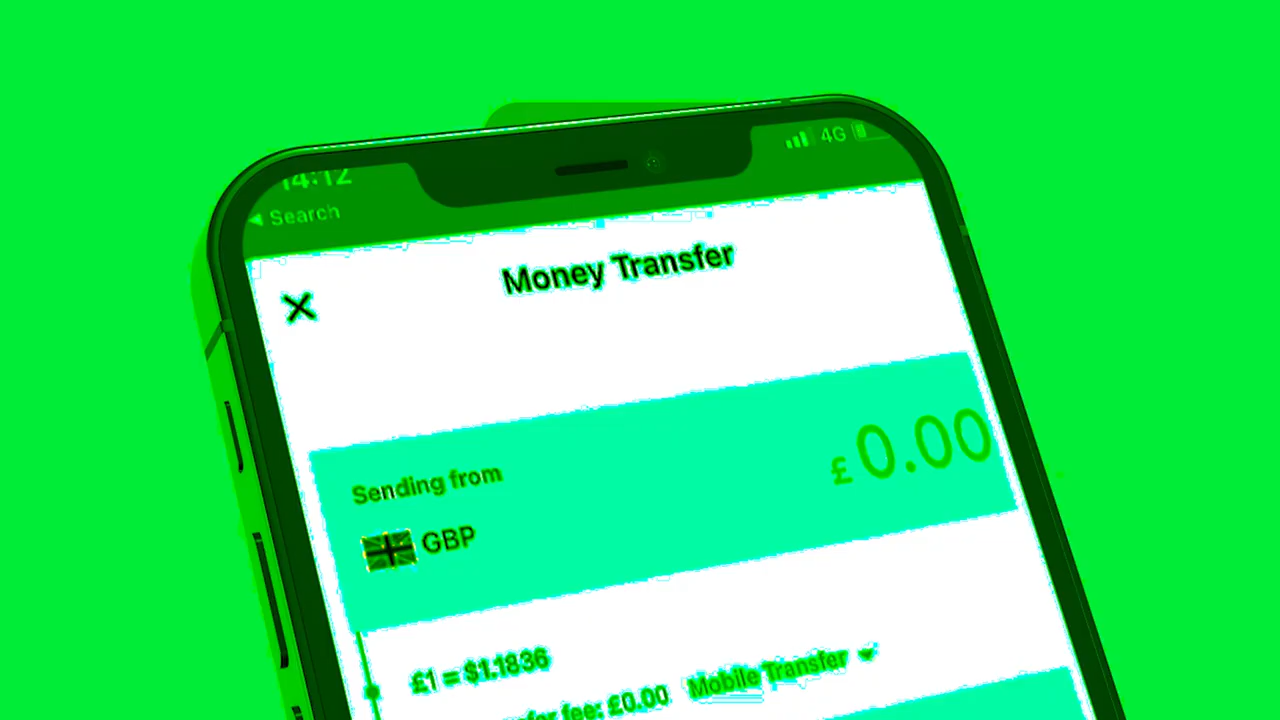 14:12
4G
Search
Money Transfer
£0.00
Sending from
GBP
£1 = $1.1836
fee: £0.00 Mobile Transfer